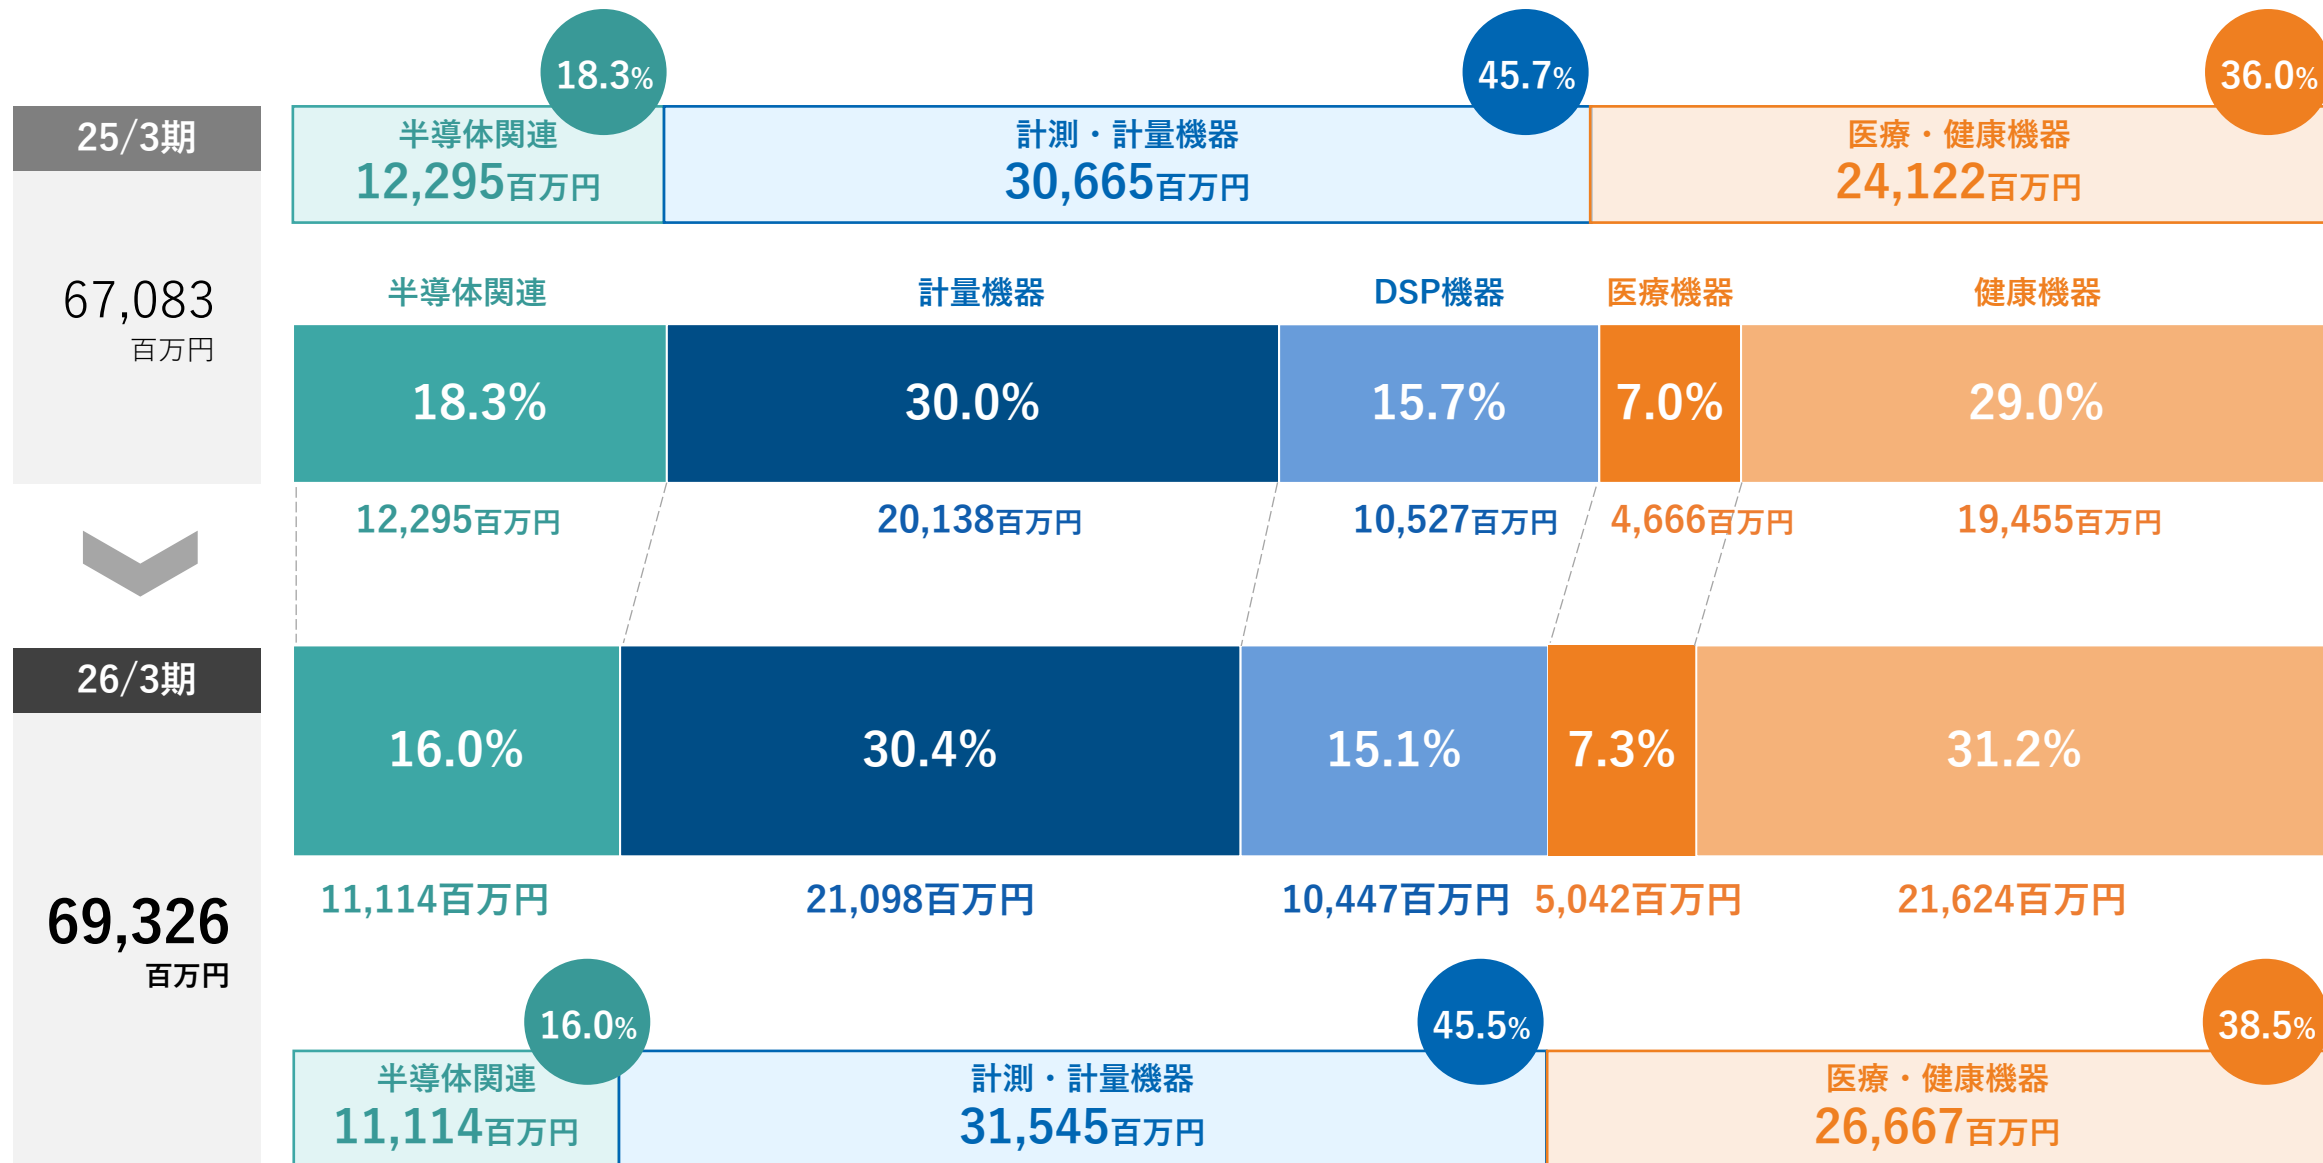 18.3%
45.7%
36.0%
25/3期
半導体関連
計測・計量機器
医療・健康機器
12,295百万円
30,665百万円
24,122百万円
67,083
百万円
半導体関連
計量機器
DSP機器
医療機器
健康機器
18.3%
30.0%
15.7%
7.0%
29.0%
12,295百万円
20,138百万円
10,527百万円
4,666百万円
19,455百万円
26/3期
69,326
百万円
16.0%
30.4%
15.1%
7.3%
31.2%
11,114百万円
21,098百万円
10,447百万円
5,042百万円
21,624百万円
16.0%
45.5%
38.5%
半導体関連
計測・計量機器
医療・健康機器
11,114百万円
31,545百万円
26,667百万円